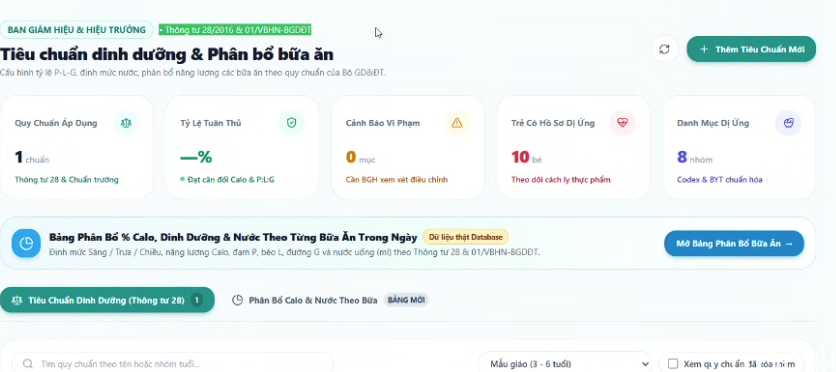 BAN GIÁM HIỆU & HIỆU TRƯỞNG • Thông tư 28/2016 & 01/VBHN-BGDĐT
Tiêu chuẩn dinh dưỡng & Phân bổ bữa ăn
Cấu hình tỷ lệ P-L-G, định mức nước, phân bổ năng lượng các bữa ăn theo quy chuẩn của Bộ GD&ĐT.
+ Thêm Tiêu Chuẩn Mới
Quy Chuẩn Áp Dụng
1 chuẩn
Thông tư 28 & Chuẩn trường
Tỷ Lệ Tuân Thủ
—%
Đạt cân đối Calo & P:L:G
Cảnh Báo Vi Phạm
0 mục
Cần BGH xem xét điều chỉnh
Trẻ Có Hồ Sơ Dị Ứng
10 bé
Theo dõi cách ly thực phẩm
Danh Mục Dị Ứng
8 nhóm
Codex & BYT chuẩn hóa
Bảng Phân Bổ % Calo, Dinh Dưỡng & Nước Theo Từng Bữa Ăn Trong Ngày Dữ liệu thật Database
Định mức Sáng / Trưa / Chiều, năng lượng Calo, đạm P, béo L, đường G và nước uống (ml) theo Thông tư 28 & 01/VBHN-BGDĐT.
Mở Bảng Phân Bổ Bữa Ăn →
Tiêu Chuẩn Dinh Dưỡng (Thông tư 28) 1
Phân Bổ Calo & Nước Theo Bữa BẢNG MỚI
Tìm quy chuẩn theo tên hoặc nhóm tuổi...
Mẫu giáo (3 - 6 tuổi)
Xem quy chuẩn đã xóa mềm